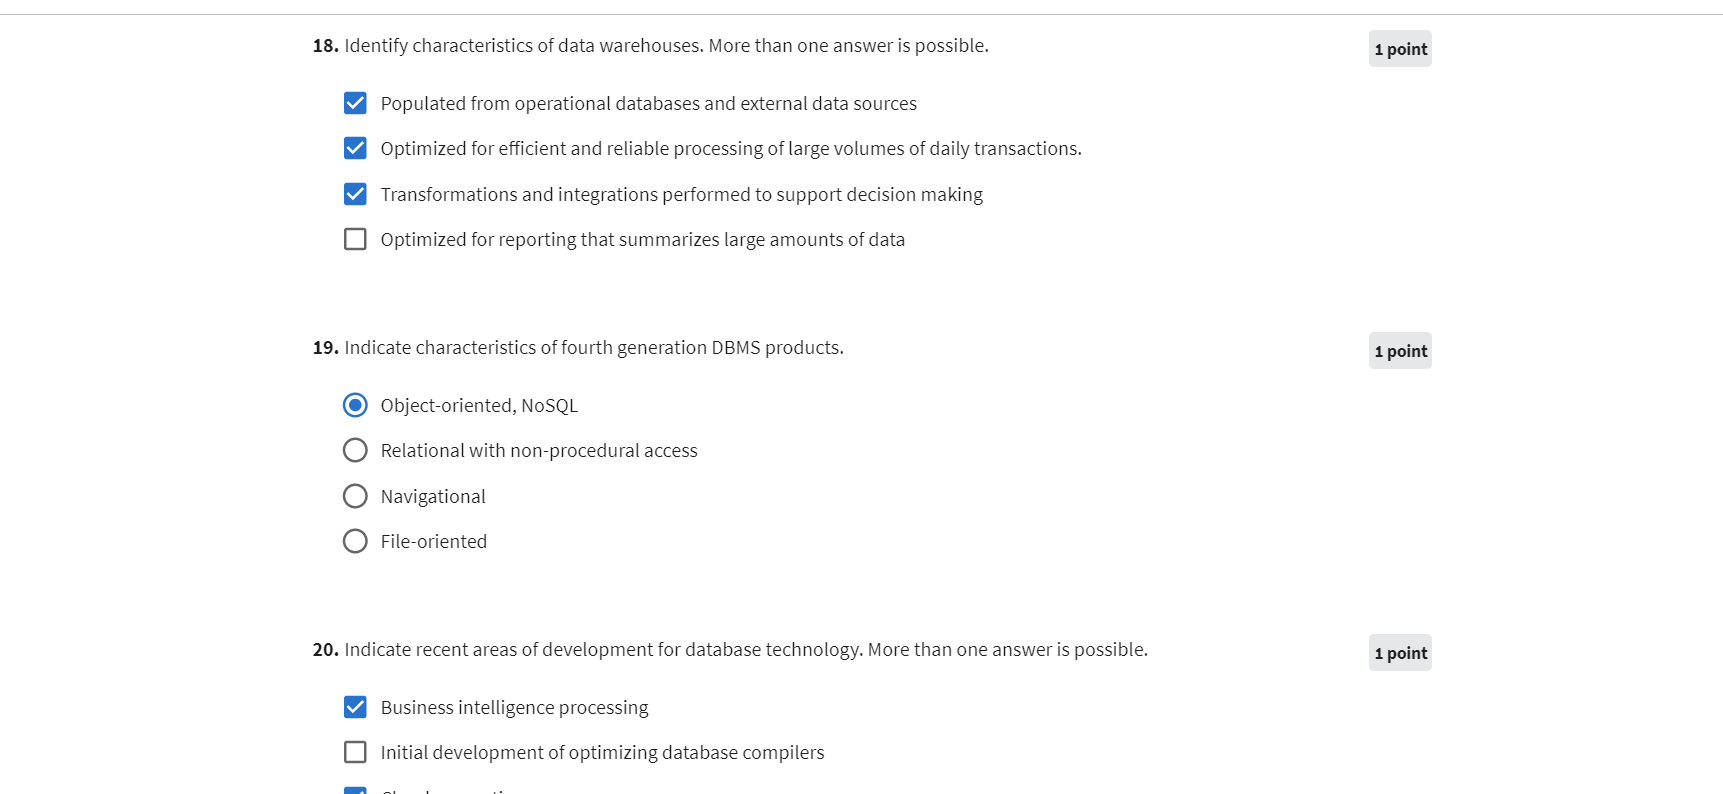 18. Identify characteristics of data warehouses. More than one answer is possible.
1 point
Populated from operational databases and external data sources
Optimized for efficient and reliable processing of large volumes of daily transactions.
Transformations and integrations performed to support decision making
Optimized for reporting that summarizes large amounts of data
19. Indicate characteristics of fourth generation DBMS products.
1 point
Object-oriented, NoSQL
Relational with non-procedural access
Navigational
File-oriented
20. Indicate recent areas of development for database technology. More than one answer is possible.
1 point
Business intelligence processing
Initial development of optimizing database compilers